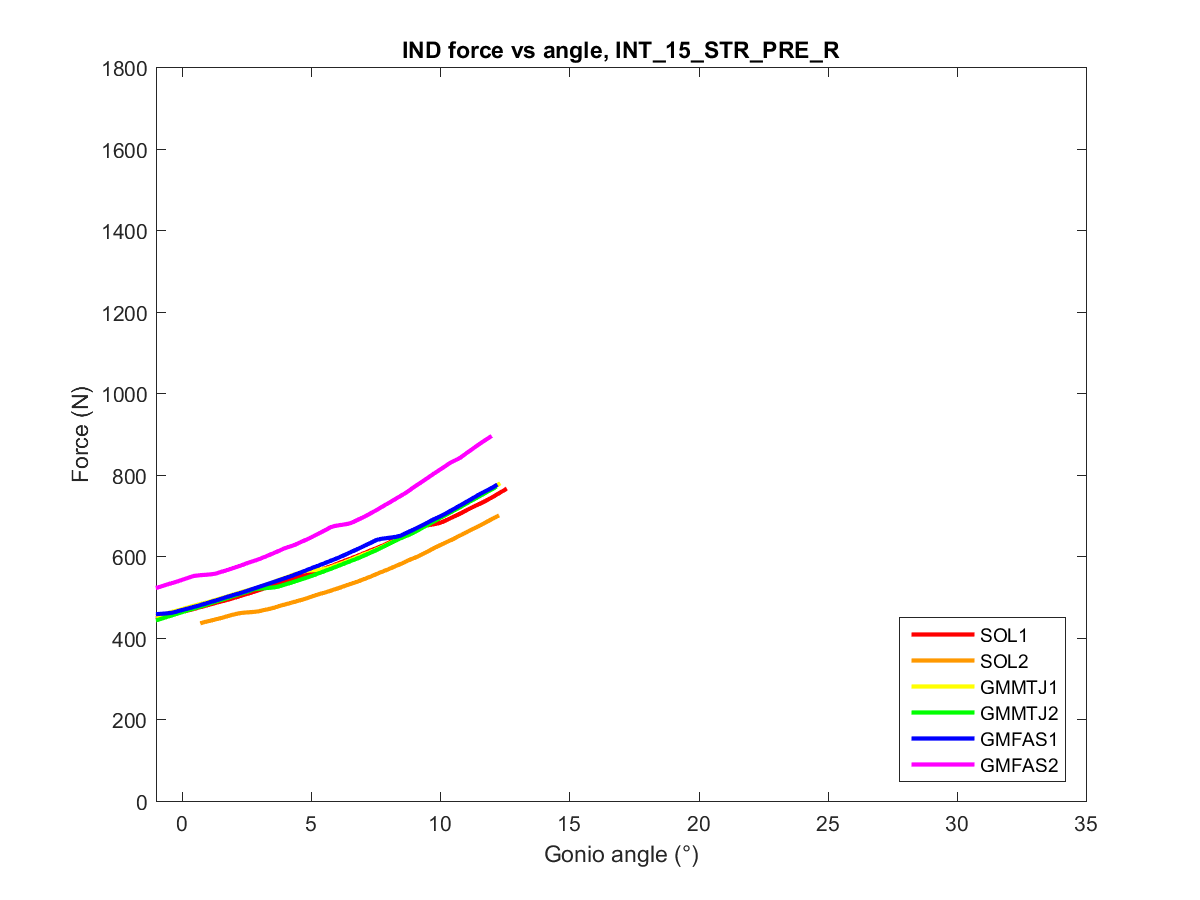 IND force vs angle, INT_15_STR_PRE_R
1800
1600
1400
1200
1000
800
600
400
200
0
Force (N)
0 5 10 15 20 25 30 35
Gonio angle (°)
SOL1
SOL2
GMMTJ1
GMMTJ2
GMFAS1
GMFAS2